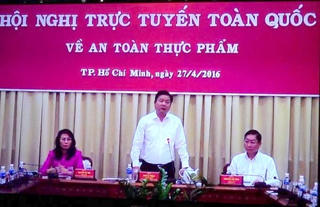 HỘI NGHỊ TRỰC TUYẾN TOÀN QUỐC
VỀ AN TOÀN THỰC PHẨM
TP. Hồ Chí Minh, ngày 27/4/2016